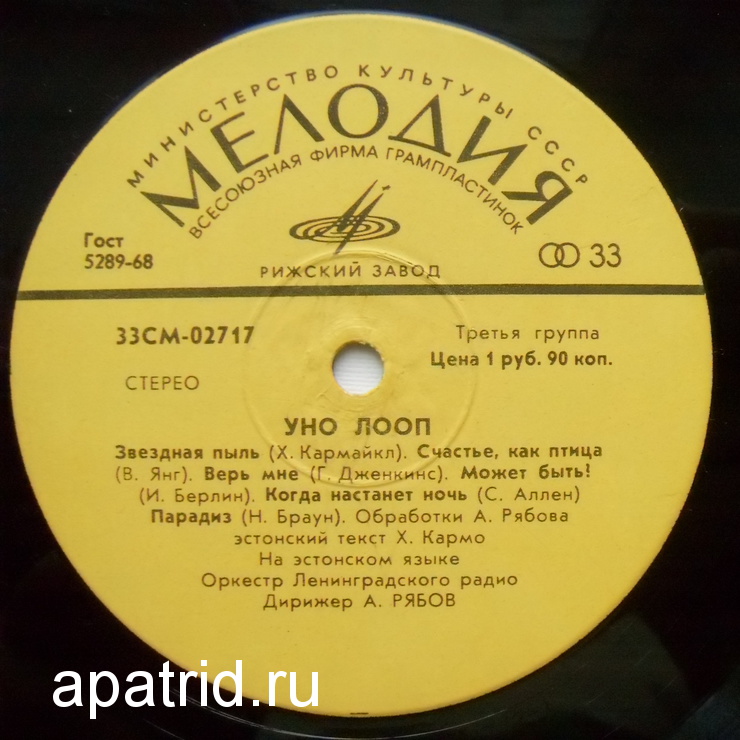 МИНИСТЕРСТВО КУЛЬТУРЫ СССР
МЕЛОДИЯ
ВСЕСОЮЗНАЯ ФИРМА ГРАМПЛАСТИНОК
Гост
5289-68
33
РИЖСКИЙ ЗАВОД
33СМ-02717
Третья группа
Цена 1 руб. 90 коп.
СТЕРЕО
УНО ЛООП
Звездная пыль (Х. Кармайкл). Счастье, как птица
(В. Янг). Верь мне (Г. Дженкинс). Может быть!
(И. Берлин). Когда настанет ночь (С. Аллен)
Парадиз (Н. Браун). Обработки А. Рябова
эстонский текст Х. Кармо
На эстонском языке
Оркестр Ленинградского радио
Дирижер А. РЯБОВ
apatrid.ru